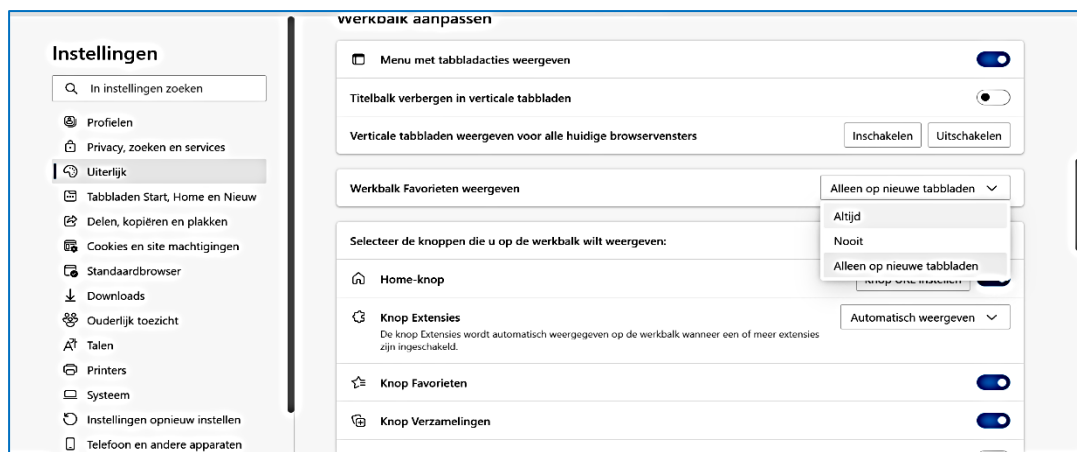 Werkbalk aanpassen
Instellingen
In instellingen zoeken
Profielen
Privacy, zoeken en services
Uiterlijk
Tabbladen Start, Home en Nieuw
Delen, kopiëren en plakken
Cookies en site machtigingen
Standaardbrowser
Downloads
Ouderlijk toezicht
Talen
Printers
Systeem
Instellingen opnieuw instellen
Telefoon en andere apparaten
Menu met tabbladacties weergeven
Titelbalk verbergen in verticale tabbladen
Verticale tabbladen weergeven voor alle huidige browservensters
Inschakelen
Uitschakelen
Werkbalk Favorieten weergeven
Alleen op nieuwe tabbladen
Altijd
Nooit
Alleen op nieuwe tabbladen
Selecteer de knoppen die u op de werkbalk wilt weergeven:
Home-knop
Knop URL instellen
Knop Extensies
Automatisch weergeven
De knop Extensies wordt automatisch weergegeven op de werkbalk wanneer een of meer extensies
zijn ingeschakeld.
Knop Favorieten
Knop Verzamelingen